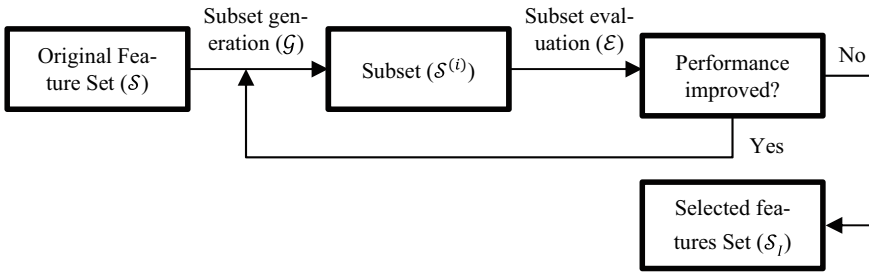 Subset gen-
eration (𝒢)
Subset eval-
uation (ℰ)
Original Fea-
ture Set (𝒮)
Subset (𝒮⁽ⁱ⁾)
Performance
improved?
No
Yes
Selected fea-
tures Set (𝒮_I)